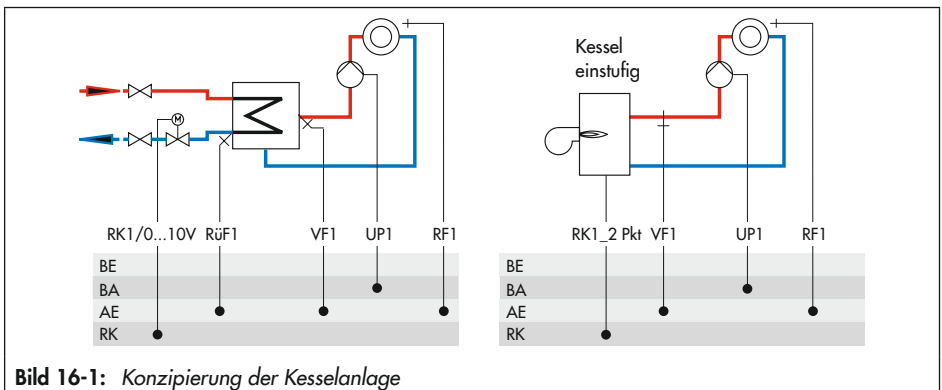 Kessel
einstufig
M
RK1/0...10V RüF1 VF1 UP1 RF1
RK1_2 Pkt VF1 UP1 RF1
BE
BA
AE
RK
BE
BA
AE
RK
Bild 16-1: Konzipierung der Kesselanlage